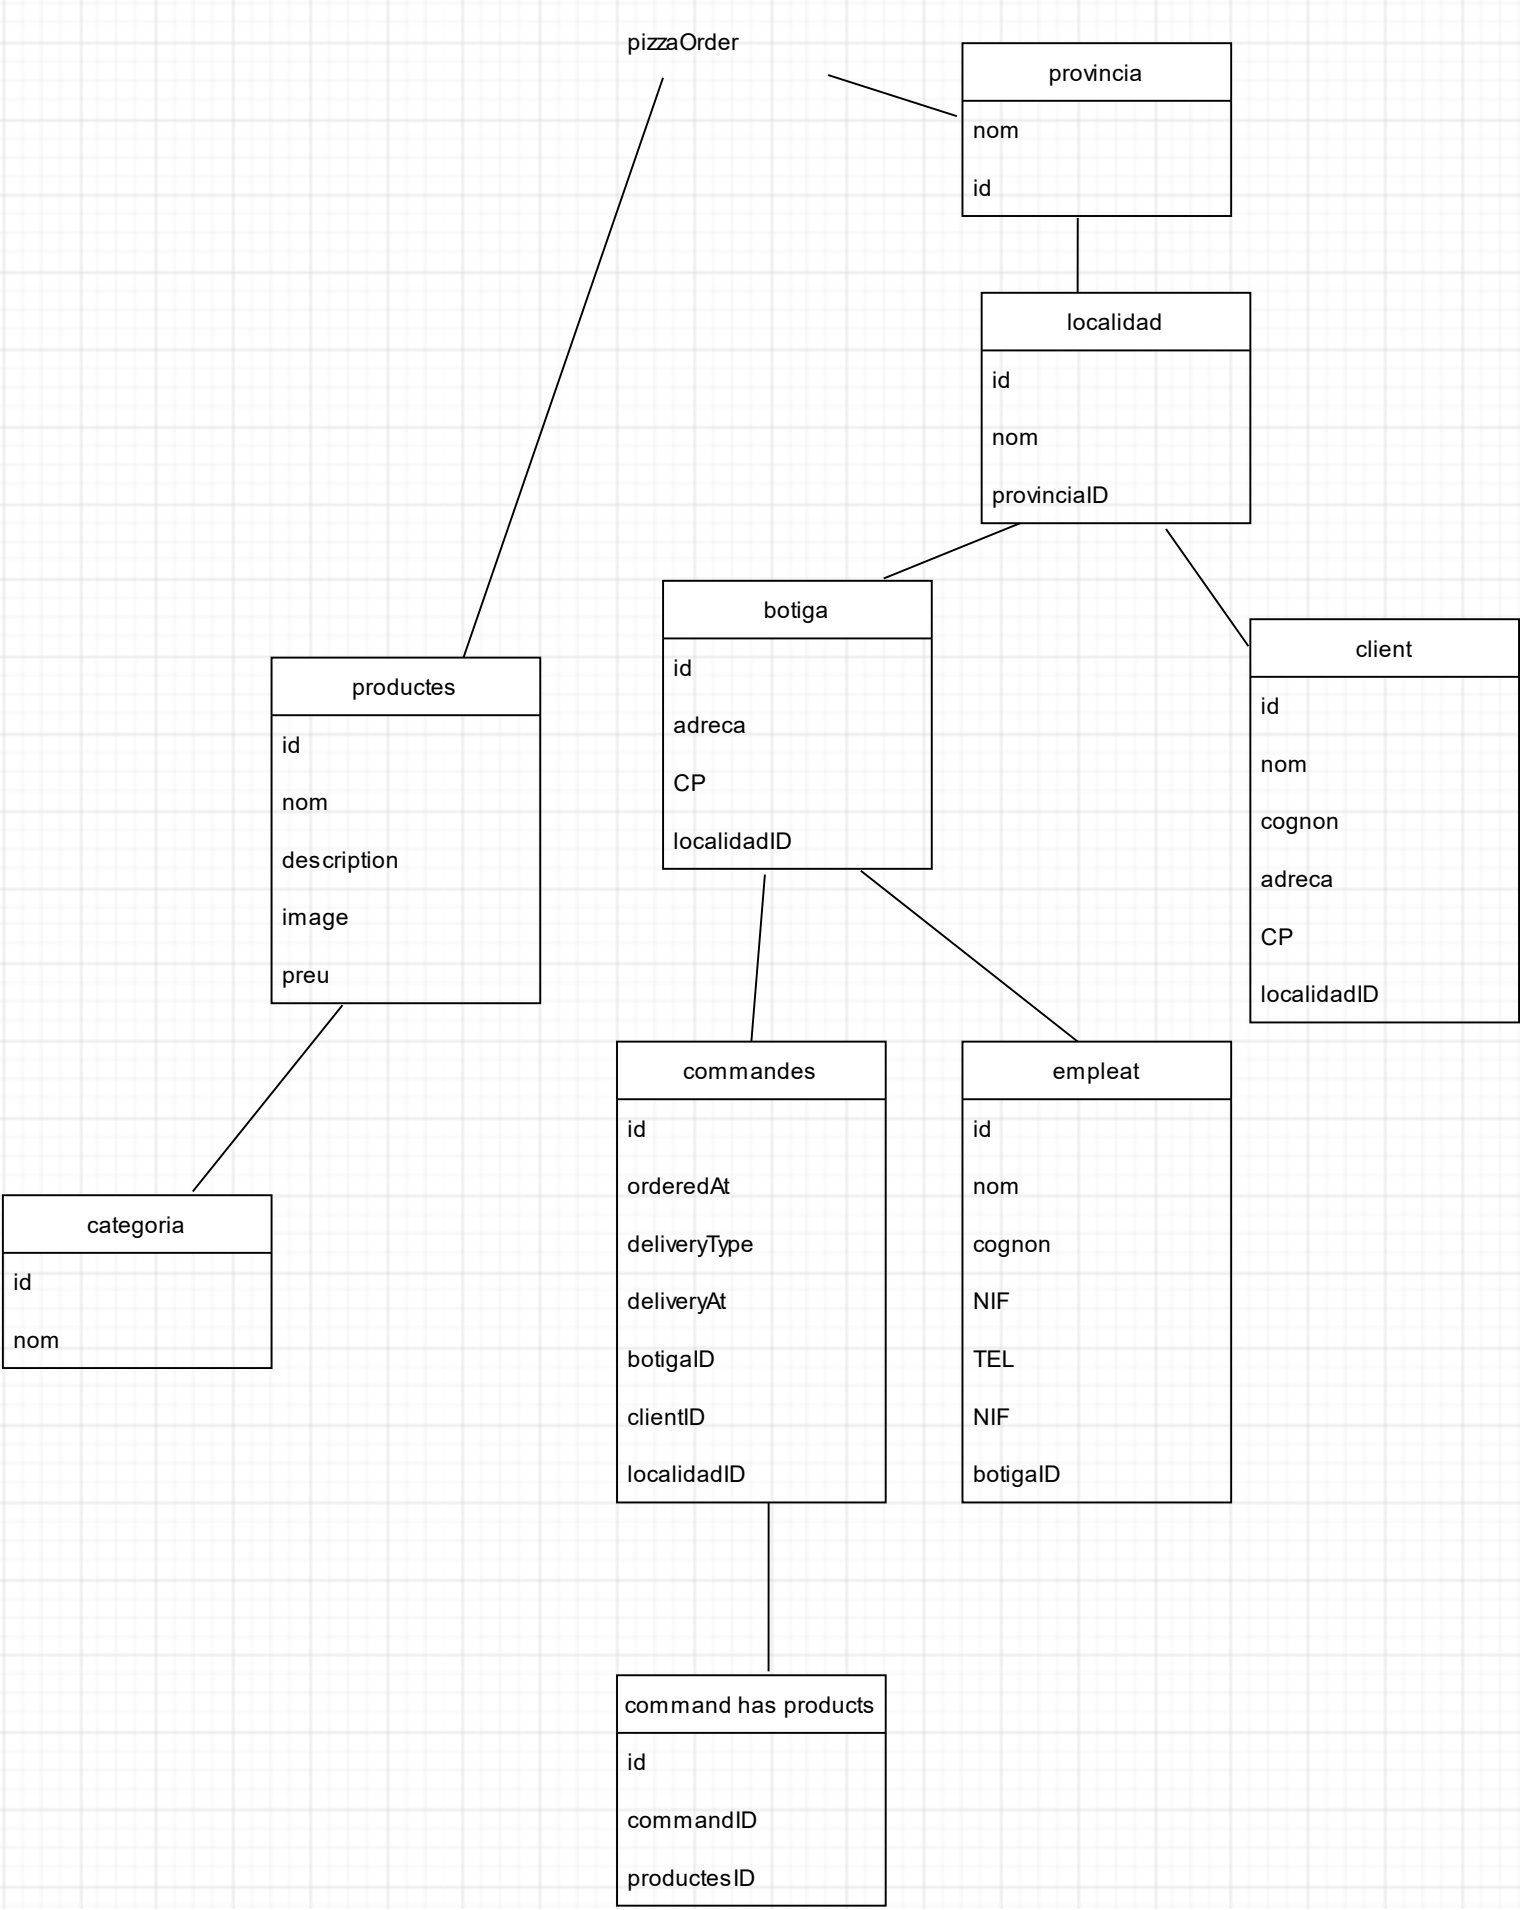 pizzaOrder
provincia
nom
id
localidad
id
nom
provinciaID
botiga
id
adreca
CP
localidadID
client
id
nom
cognon
adreca
CP
localidadID
productes
id
nom
description
image
preu
commandes
id
orderedAt
deliveryType
deliveryAt
botigaID
clientID
localidadID
empleat
id
nom
cognon
NIF
TEL
NIF
botigaID
categoria
id
nom
command has products
id
commandID
productesID